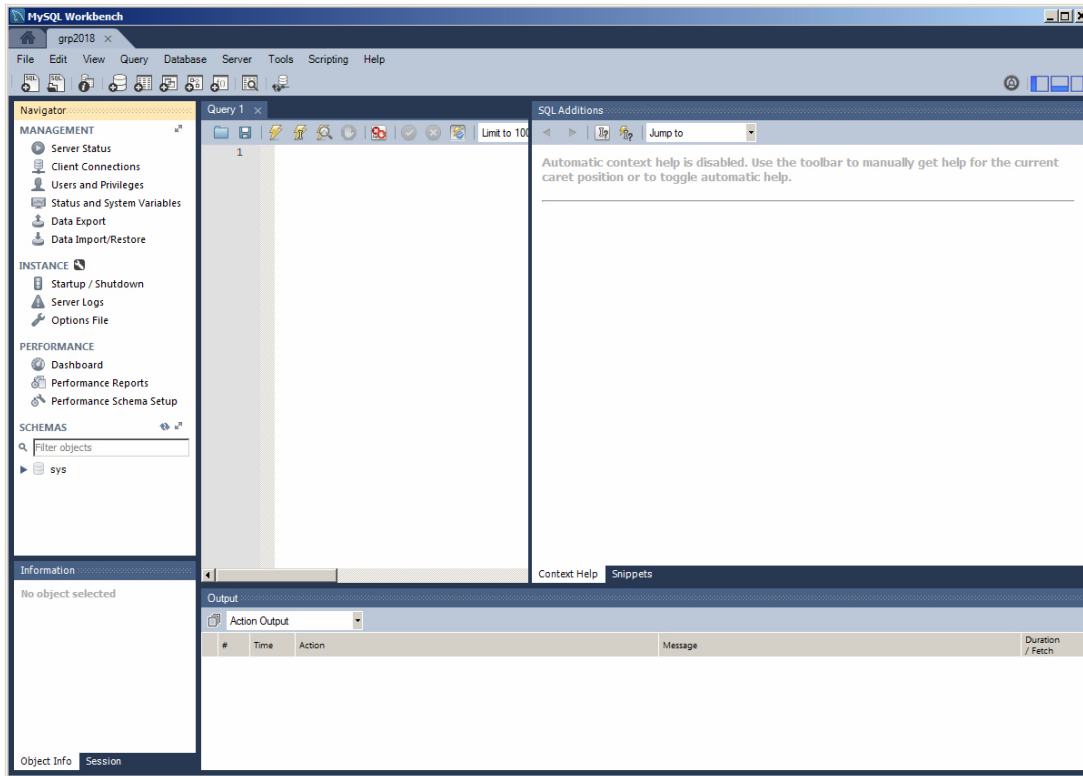 MySQL Workbench
grp2018
File Edit View Query Database Server Tools Scripting Help
Navigator
MANAGEMENT
Server Status
Client Connections
Users and Privileges
Status and System Variables
Data Export
Data Import/Restore
INSTANCE
Startup / Shutdown
Server Logs
Options File
PERFORMANCE
Dashboard
Performance Reports
Performance Schema Setup
SCHEMAS
Filter objects
sys
Information
No object selected
Object Info Session
Query 1
Limit to 100
1
SQL Additions
Jump to
Automatic context help is disabled. Use the toolbar to manually get help for the current
caret position or to toggle automatic help.
Context Help Snippets
Output
Action Output
# Time Action Message Duration
/ Fetch